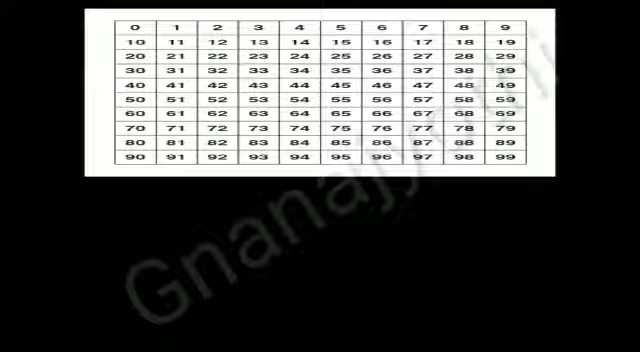 0 1 2 3 4 5 6 7 8 9
10 11 12 13 14 15 16 17 18 19
20 21 22 23 24 25 26 27 28 29
30 31 32 33 34 35 36 37 38 39
40 41 42 43 44 45 46 47 48 49
50 51 52 53 54 55 56 57 58 59
60 61 62 63 64 65 66 67 68 69
70 71 72 73 74 75 76 77 78 79
80 81 82 83 84 85 86 87 88 89
90 91 92 93 94 95 96 97 98 99